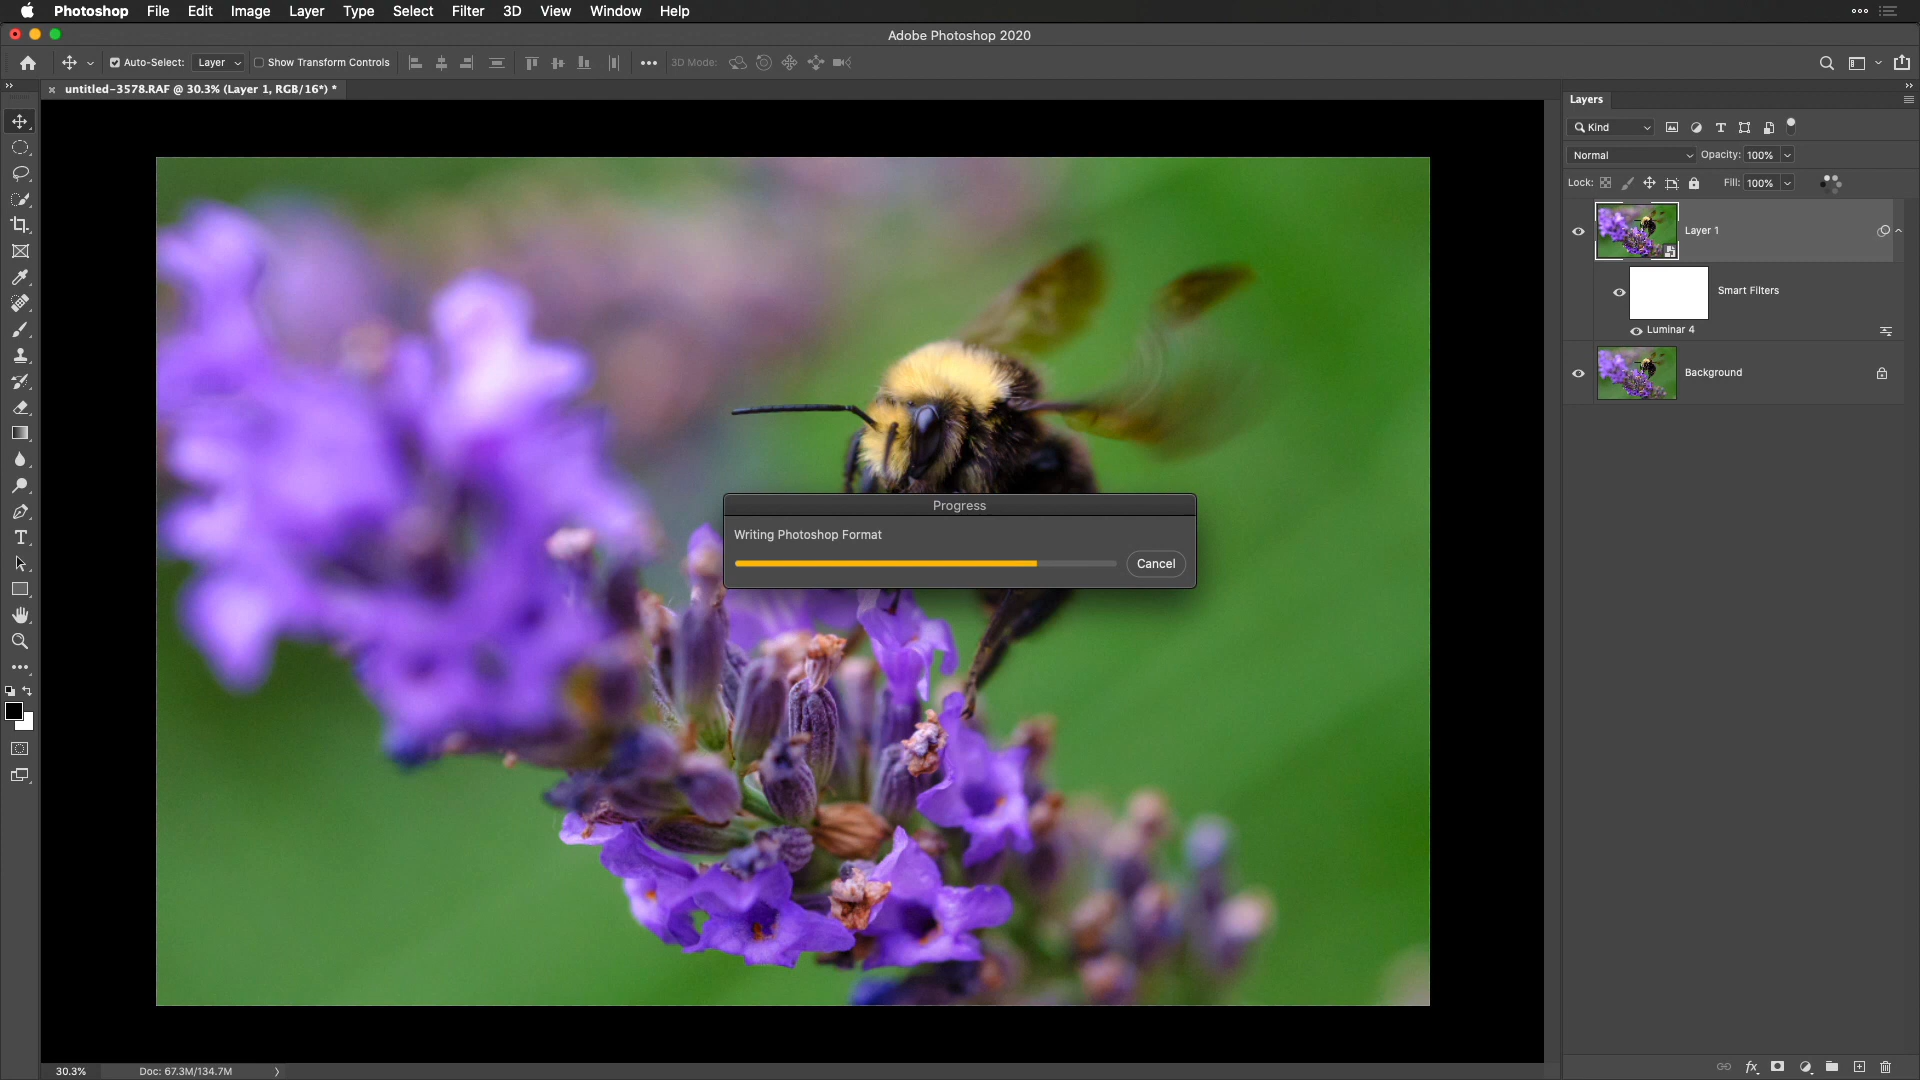 Photoshop File Edit Image Layer Type Select Filter 3D View Window Help
Adobe Photoshop 2020
Auto-Select: Layer Show Transform Controls 3D Mode:
untitled-3578.RAF @ 30.3% (Layer 1, RGB/16*) *
Layers
Kind
Normal Opacity: 100%
Lock: Fill: 100%
Layer 1
Smart Filters
Luminar 4
Background
Progress
Writing Photoshop Format
Cancel
30.3% Doc: 67.3M/134.7M